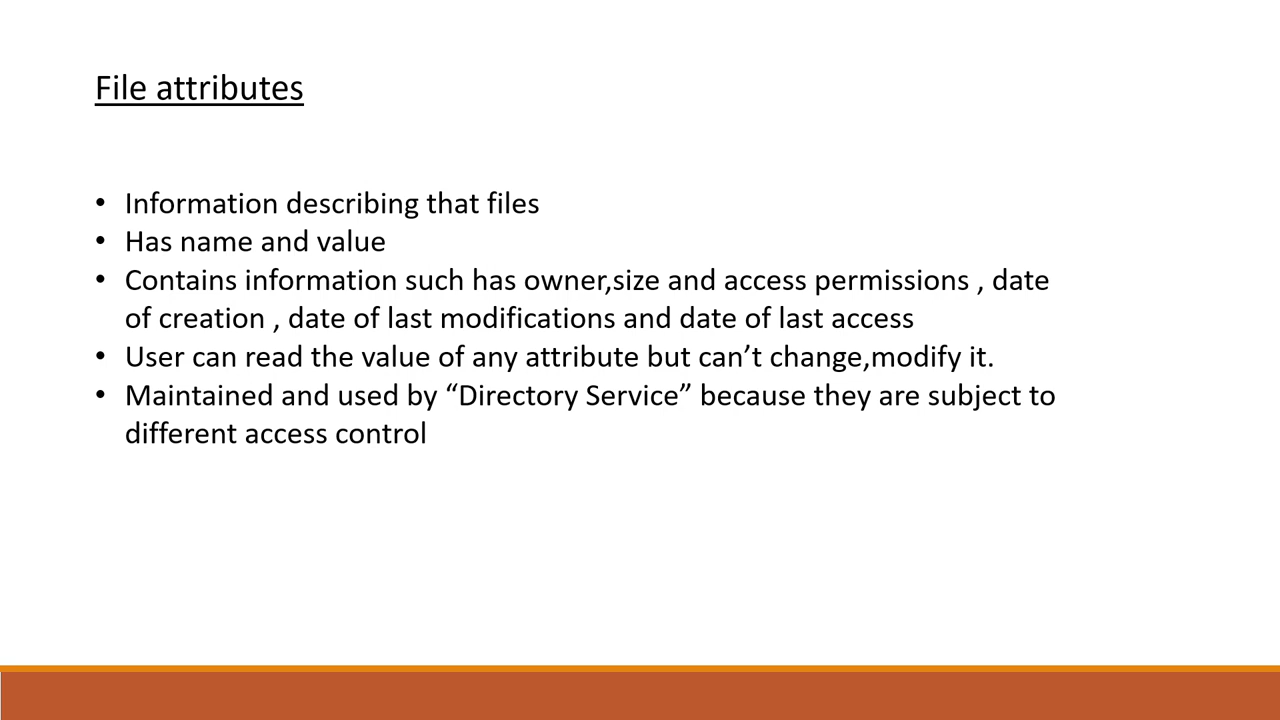 File attributes
• Information describing that files
• Has name and value
• Contains information such has owner,size and access permissions , date
of creation , date of last modifications and date of last access
• User can read the value of any attribute but can’t change,modify it.
• Maintained and used by “Directory Service” because they are subject to
different access control